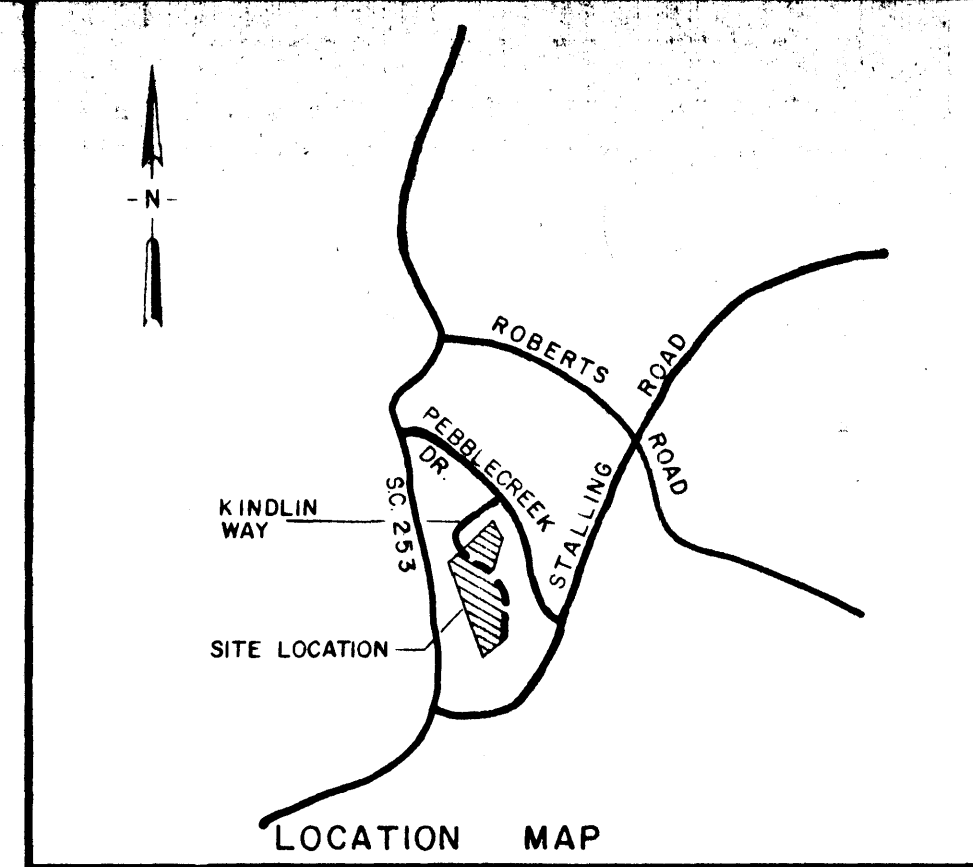 - N -
ROBERTS ROAD
STALLING ROAD
PEBBLECREEK
DR.
S.C. 253
KINDLIN
WAY
SITE LOCATION
LOCATION MAP